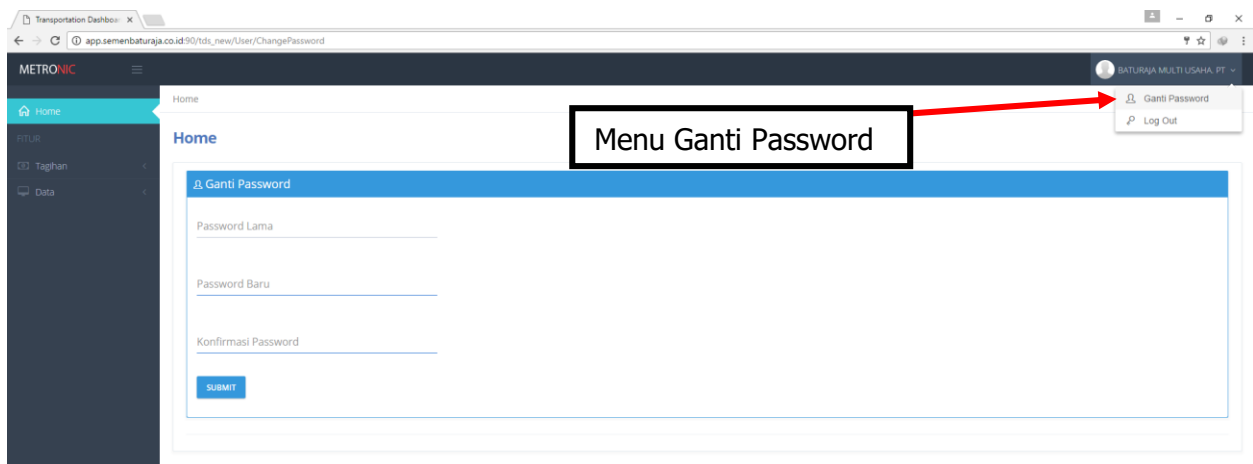 Transportation Dashboar
app.semenbaturaja.co.id:90/tds_new/User/ChangePassword
METRONIC
BATURAJA MULTI USAHA. PT
Ganti Password
Log Out
Home
FITUR
Tagihan
Data
Home
Home
Menu Ganti Password
Ganti Password
Password Lama
Password Baru
Konfirmasi Password
SUBMIT